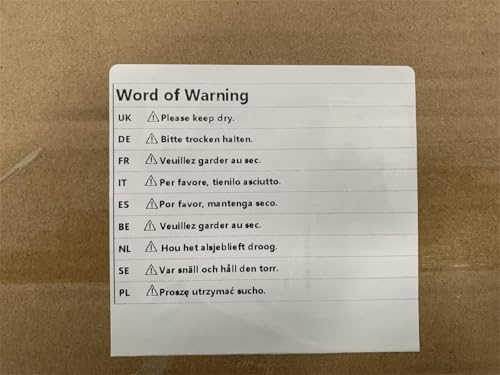 Word of Warning
UK ⚠Please keep dry.
DE ⚠Bitte trocken halten.
FR ⚠Veuillez garder au sec.
IT ⚠Per favore, tienilo asciutto.
ES ⚠Por favor, mantenga seco.
BE ⚠Veuillez garder au sec.
NL ⚠Hou het alsjeblieft droog.
SE ⚠Var snäll och håll den torr.
PL ⚠Proszę utrzymać sucho.